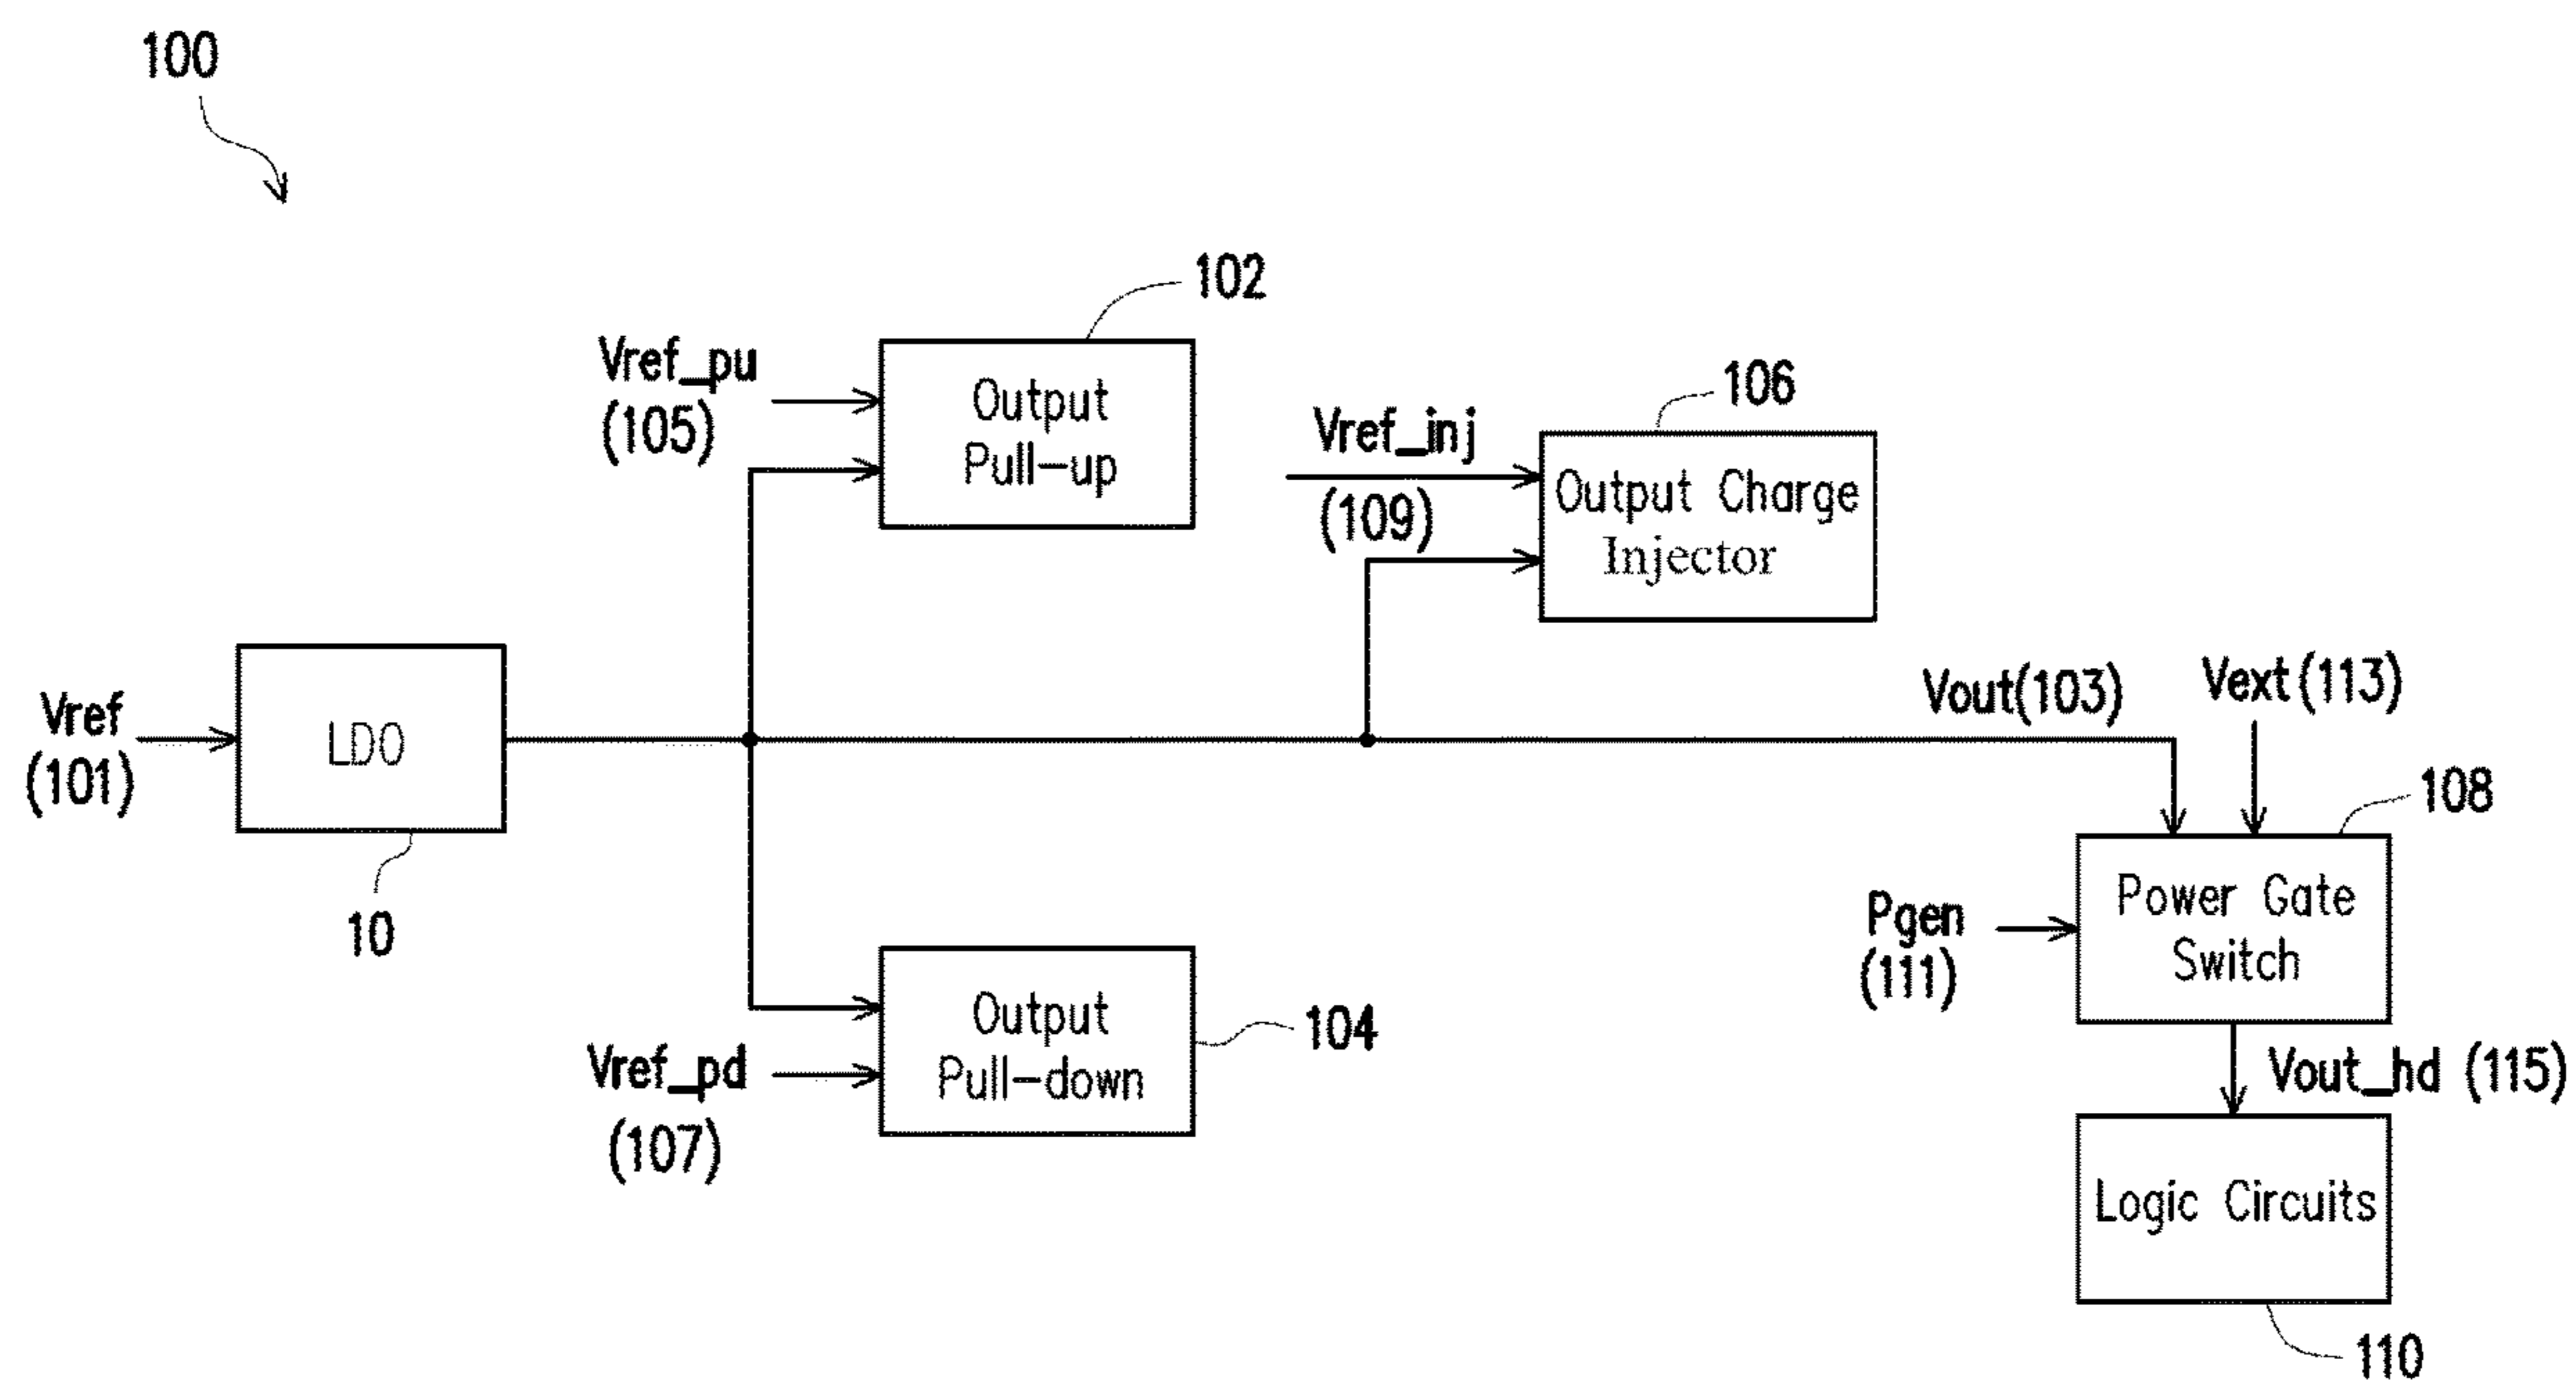 100
102
Vref_pu
(105)
Output
Pull-up
106
Vref_inj
(109)
Output Charge
Injector
Vref
(101)
LDO
10
Vout(103)
Vext(113)
108
Pgen
(111)
Power Gate
Switch
Output
Pull-down
104
Vref_pd
(107)
Vout_hd (115)
Logic Circuits
110